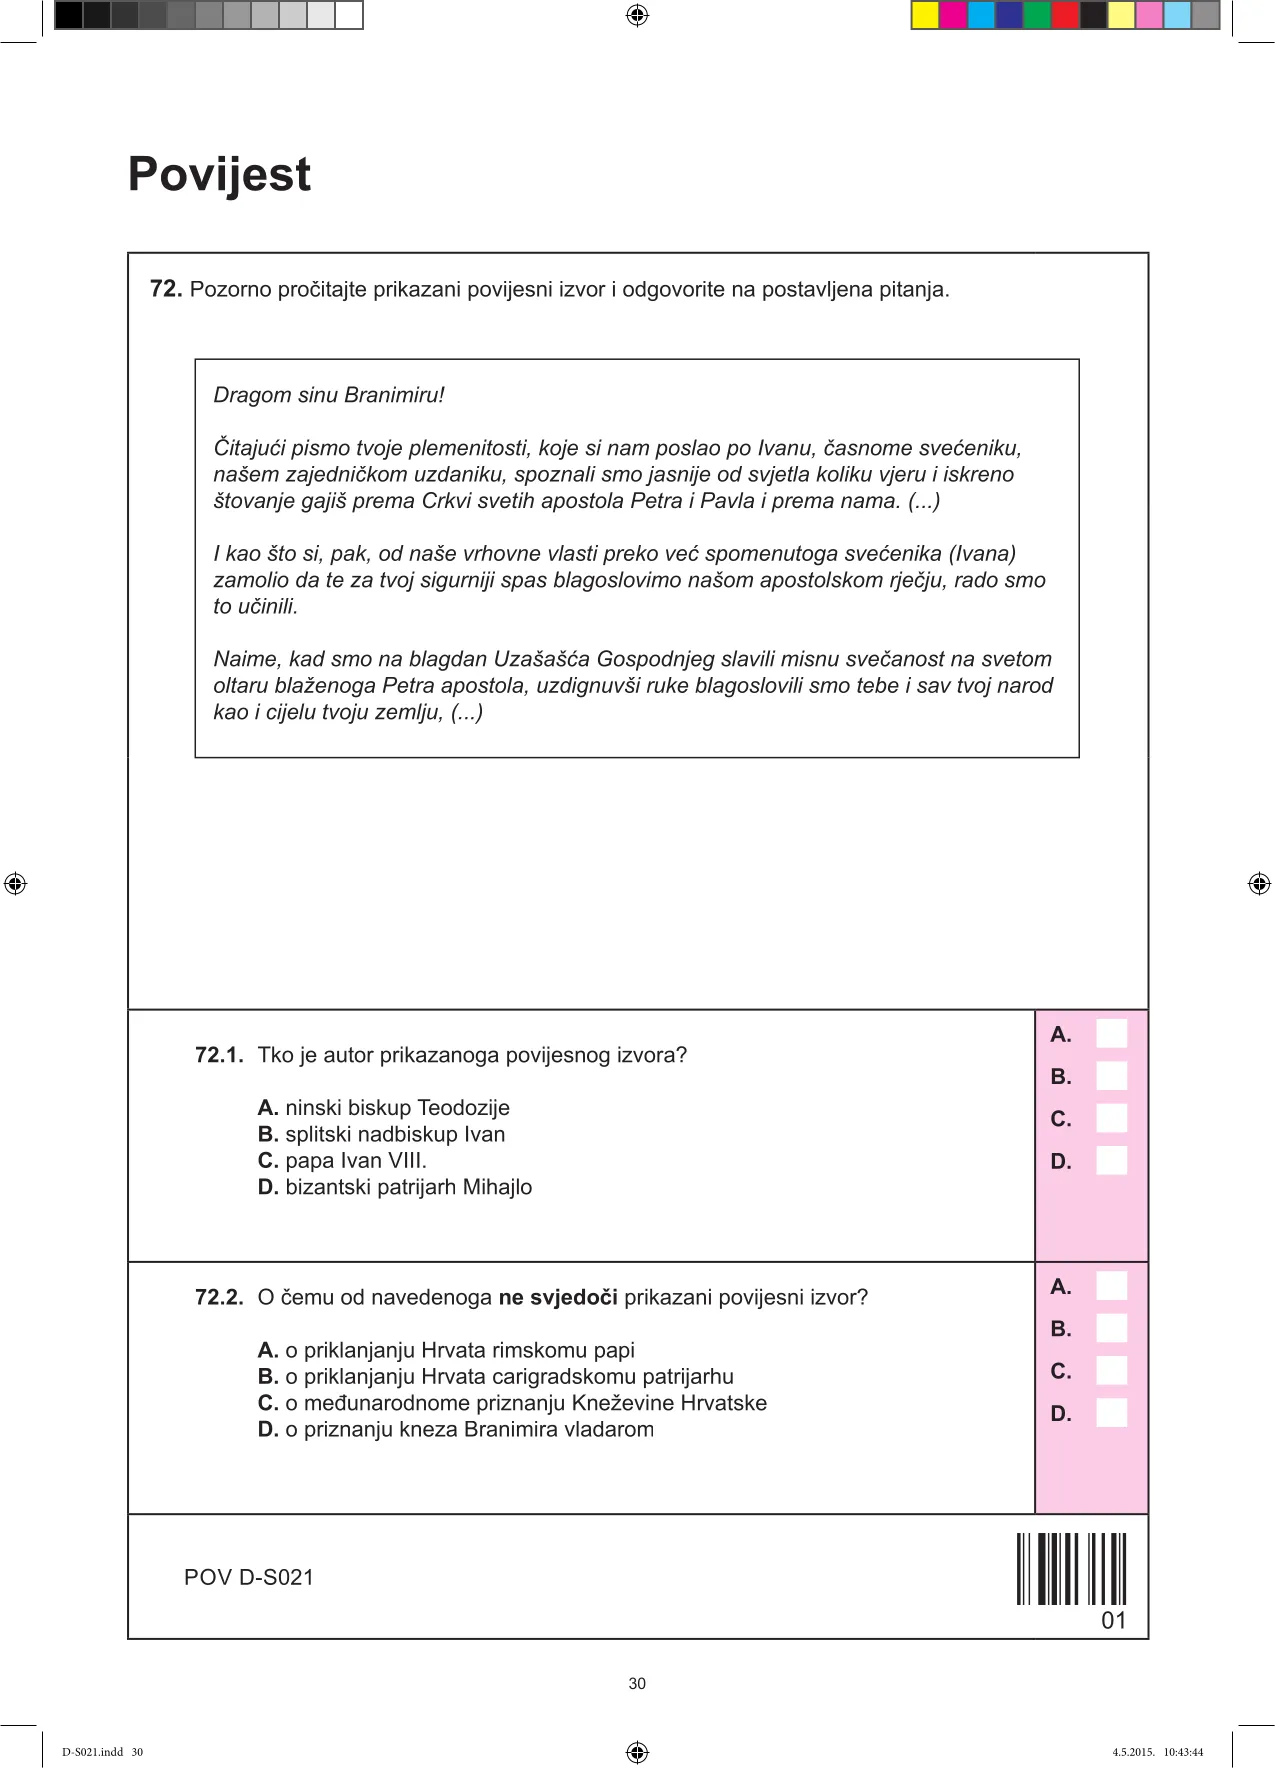 Povijest
72. Pozorno pročitajte prikazani povijesni izvor i odgovorite na postavljena pitanja.
Dragom sinu Branimiru!
Čitajući pismo tvoje plemenitosti, koje si nam poslao po Ivanu, časnome svećeniku,
našem zajedničkom uzdaniku, spoznali smo jasnije od svjetla koliku vjeru i iskreno
štovanje gajiš prema Crkvi svetih apostola Petra i Pavla i prema nama. (...)
I kao što si, pak, od naše vrhovne vlasti preko već spomenutoga svećenika (Ivana)
zamolio da te za tvoj sigurniji spas blagoslovimo našom apostolskom rječju, rado smo
to učinili.
Naime, kad smo na blagdan Uzašašća Gospodnjeg slavili misnu svečanost na svetom
oltaru blaženoga Petra apostola, uzdignuvši ruke blagoslovili smo tebe i sav tvoj narod
kao i cijelu tvoju zemlju, (...)
72.1. Tko je autor prikazanoga povijesnog izvora?
A. ninski biskup Teodozije
B. splitski nadbiskup Ivan
C. papa Ivan VIII.
D. bizantski patrijarh Mihajlo
A.
B.
C.
D.
72.2. O čemu od navedenoga ne svjedoči prikazani povijesni izvor?
A. o priklanjanju Hrvata rimskomu papi
B. o priklanjanju Hrvata carigradskomu patrijarhu
C. o međunarodnome priznanju Kneževine Hrvatske
D. o priznanju kneza Branimira vladarom
A.
B.
C.
D.
POV D-S021
01
30
D-S021.indd 30
4.5.2015. 10:43:44